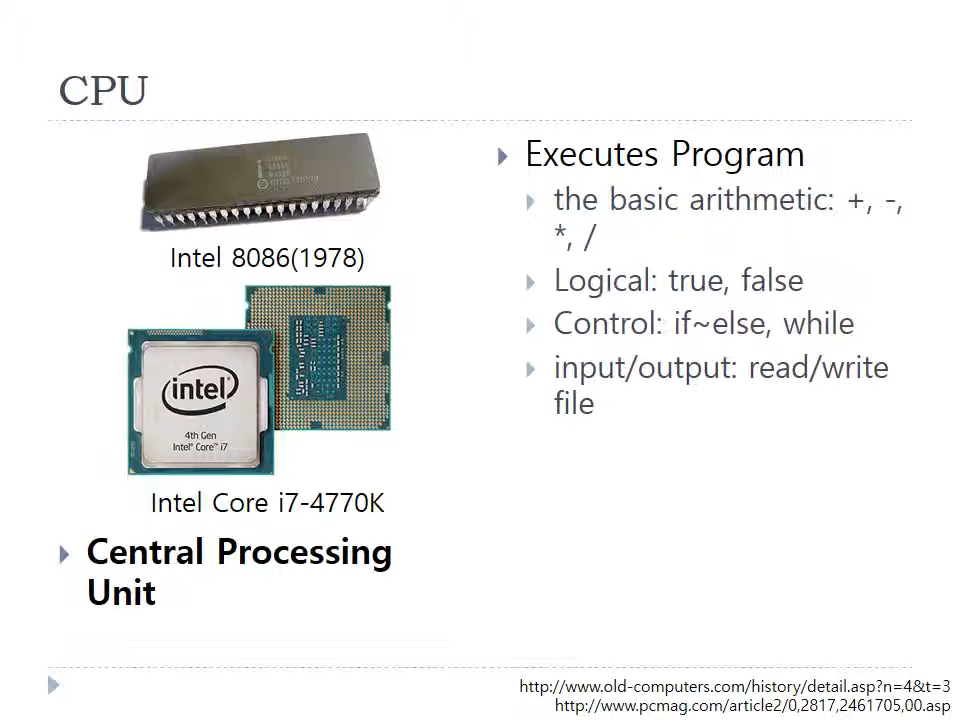 CPU
Intel 8086(1978)
intel
4th Gen
Intel® Core™ i7
Intel Core i7-4770K
Central Processing
Unit
Executes Program
the basic arithmetic: +, -,
*, /
Logical: true, false
Control: if~else, while
input/output: read/write
file
http://www.old-computers.com/history/detail.asp?n=4&t=3
http://www.pcmag.com/article2/0,2817,2461705,00.asp